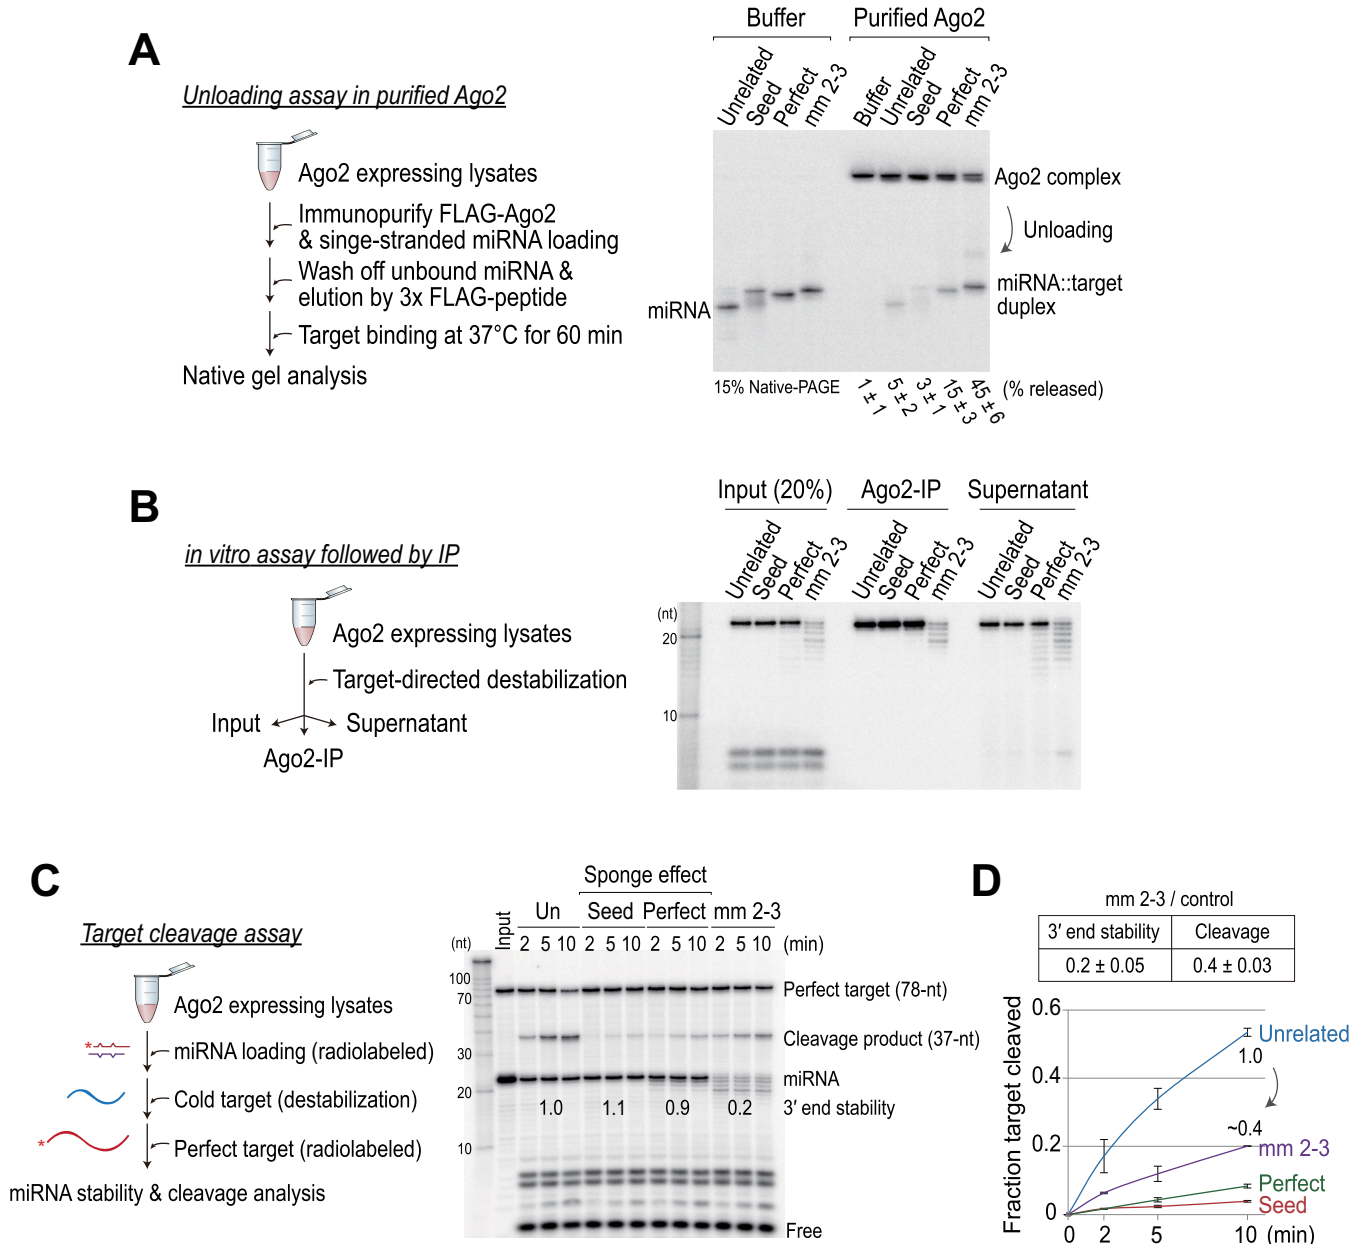 A
Unloading assay in purified Ago2
Ago2 expressing lysates
Immunopurify FLAG-Ago2
& singe-stranded miRNA loading
Wash off unbound miRNA &
elution by 3x FLAG-peptide
Target binding at 37°C for 60 min
Native gel analysis
Buffer Purified Ago2
Unrelated Seed Perfect mm 2-3 Buffer Unrelated Seed Perfect mm 2-3
Ago2 complex
Unloading
miRNA::target
duplex
miRNA
15% Native-PAGE 1 ± 1 5 ± 2 3 ± 1 15 ± 3 45 ± 6 (% released)
B
in vitro assay followed by IP
Ago2 expressing lysates
Target-directed destabilization
Input Supernatant
Ago2-IP
Input (20%) Ago2-IP Supernatant
Unrelated Seed Perfect mm 2-3 Unrelated Seed Perfect mm 2-3 Unrelated Seed Perfect mm 2-3
(nt)
20
10
C
Target cleavage assay
Ago2 expressing lysates
* miRNA loading (radiolabeled)
Cold target (destabilization)
* Perfect target (radiolabeled)
miRNA stability & cleavage analysis
Sponge effect
Input Un Seed Perfect mm 2-3
(nt) 2 5 10 2 5 10 2 5 10 2 5 10 (min)
100
70
30
20
10
Perfect target (78-nt)
Cleavage product (37-nt)
miRNA
1.0 1.1 0.9 0.2 3′ end stability
Free
D
mm 2-3 / control
3′ end stability Cleavage
0.2 ± 0.05 0.4 ± 0.03
Fraction target cleaved
0.6
0.4
0.2
0
Unrelated
1.0
~0.4
mm 2-3
Perfect
Seed
0 2 5 10 (min)